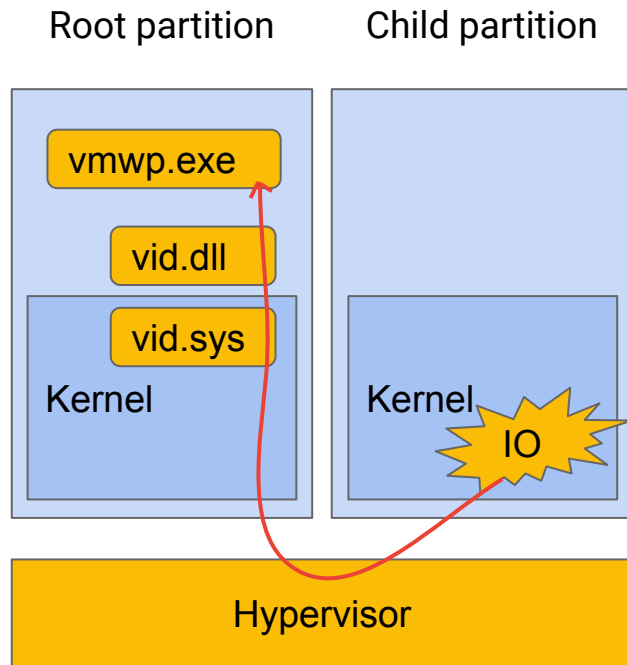 Root partition
Child partition
vmwp.exe
vid.dll
vid.sys
Kernel
Kernel
IO
Hypervisor